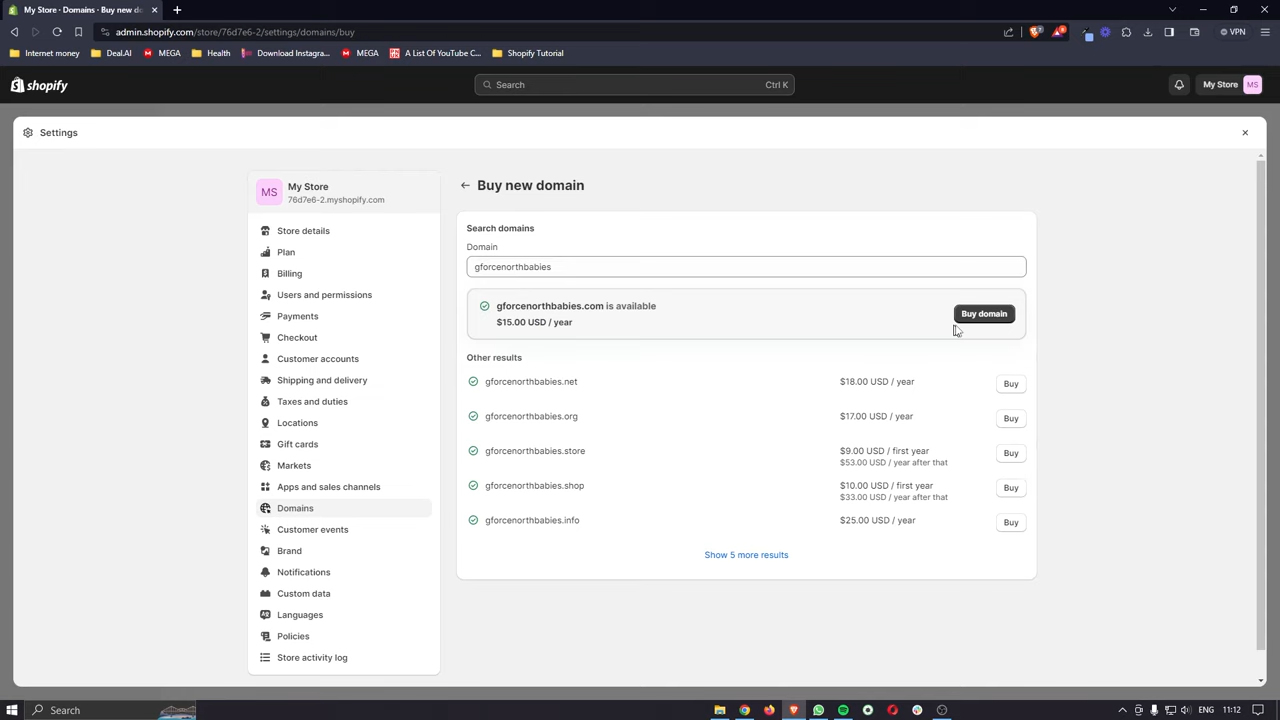 My Store - Domains - Buy new do
admin.shopify.com/store/76d7e6-2/settings/domains/buy
VPN
Internet money
Deal.AI
MEGA
Health
Download Instagra...
MEGA
A List Of YouTube C...
Shopify Tutorial
shopify
Search
Ctrl K
My Store
MS
Settings
MS
My Store
76d7e6-2.myshopify.com
Store details
Plan
Billing
Users and permissions
Payments
Checkout
Customer accounts
Shipping and delivery
Taxes and duties
Locations
Gift cards
Markets
Apps and sales channels
Domains
Customer events
Brand
Notifications
Custom data
Languages
Policies
Store activity log
Buy new domain
Search domains
Domain
gforcenorthbabies
gforcenorthbabies.com is available
$15.00 USD / year
Buy domain
Other results
gforcenorthbabies.net $18.00 USD / year Buy
gforcenorthbabies.org $17.00 USD / year Buy
gforcenorthbabies.store $9.00 USD / first year Buy
$53.00 USD / year after that
gforcenorthbabies.shop $10.00 USD / first year Buy
$33.00 USD / year after that
gforcenorthbabies.info $25.00 USD / year Buy
Show 5 more results
Search
ENG
11:12